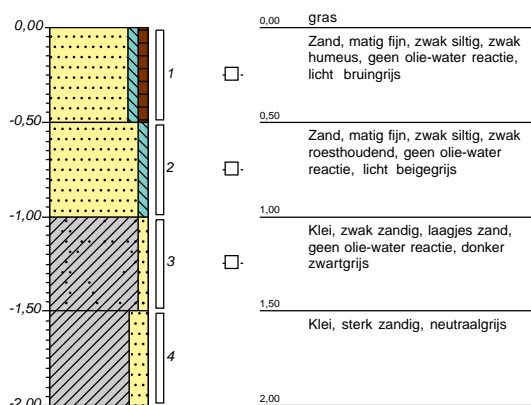 0,00
1
-0,50
2
-1,00
3
-1,50
4
-2,00
0,00
gras
Zand, matig fijn, zwak siltig, zwak
humeus, geen olie-water reactie,
licht bruingrijs
0,50
Zand, matig fijn, zwak siltig, zwak
roesthoudend, geen olie-water
reactie, licht beigegrijs
1,00
Klei, zwak zandig, laagjes zand,
geen olie-water reactie, donker
zwartgrijs
1,50
Klei, sterk zandig, neutraalgrijs
2,00